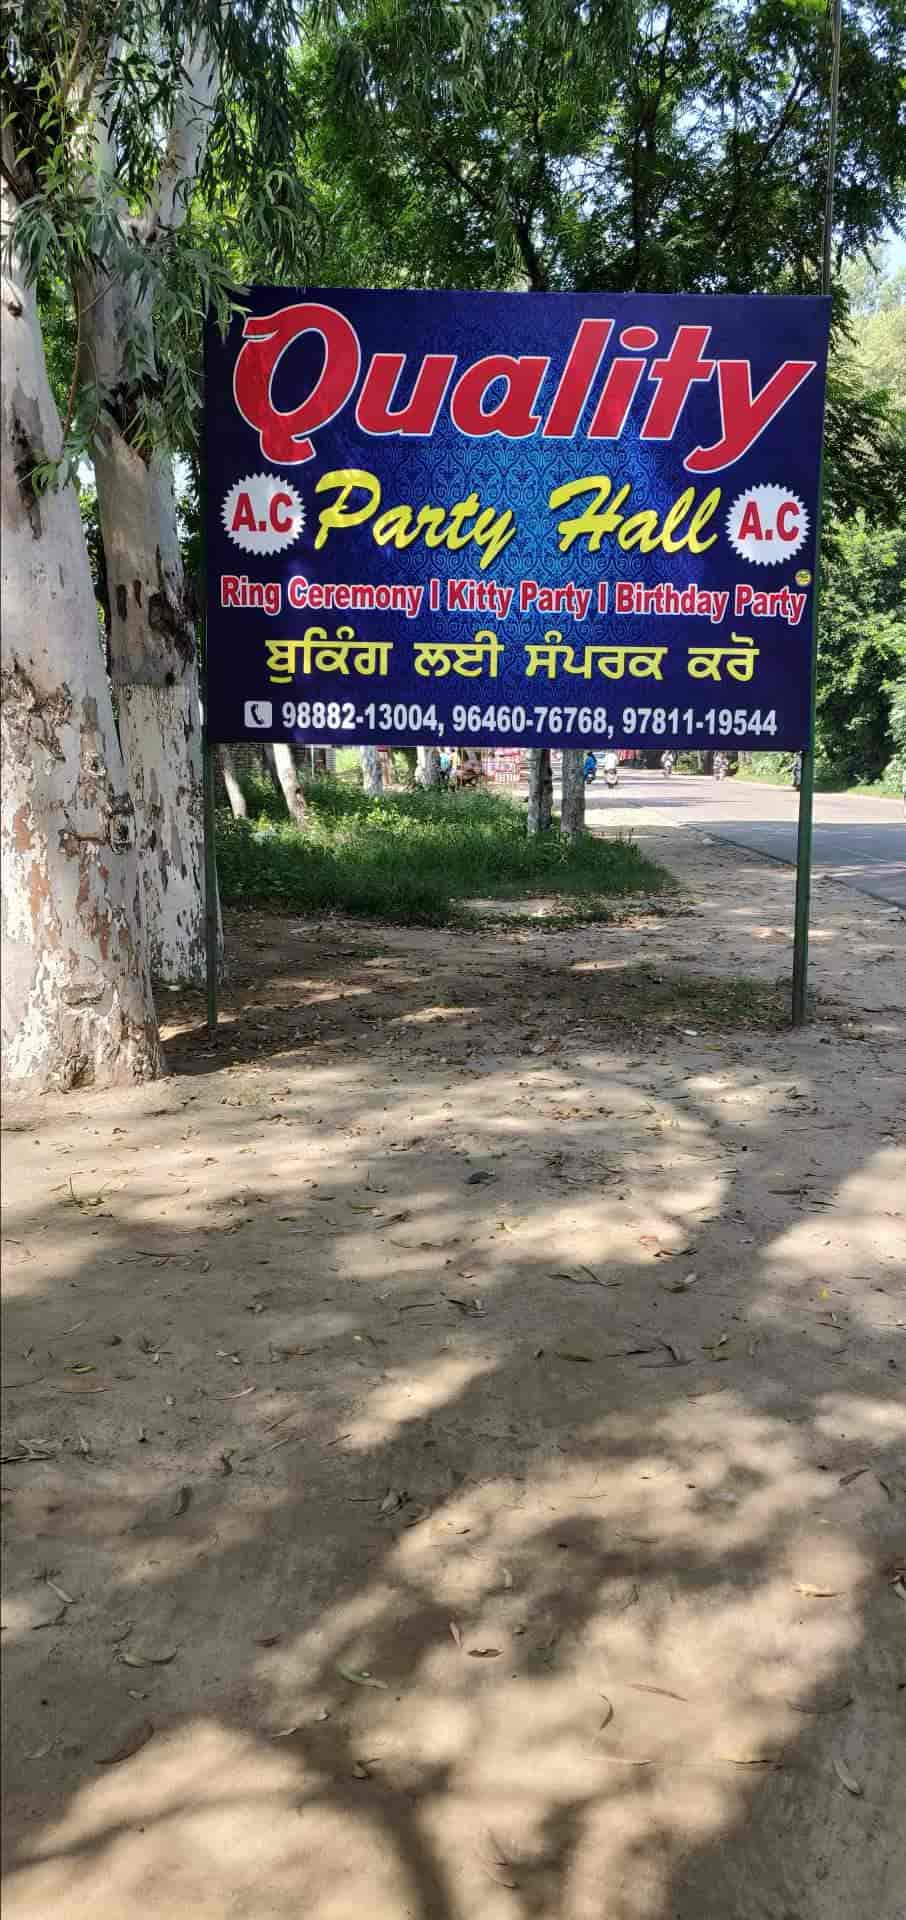 Quality
A.C Party Hall A.C
Ring Ceremony I Kitty Party I Birthday Party
ਬੁਕਿੰਗ ਲਈ ਸੰਪਰਕ ਕਰੋ
98882-13004, 96460-76768, 97811-19544